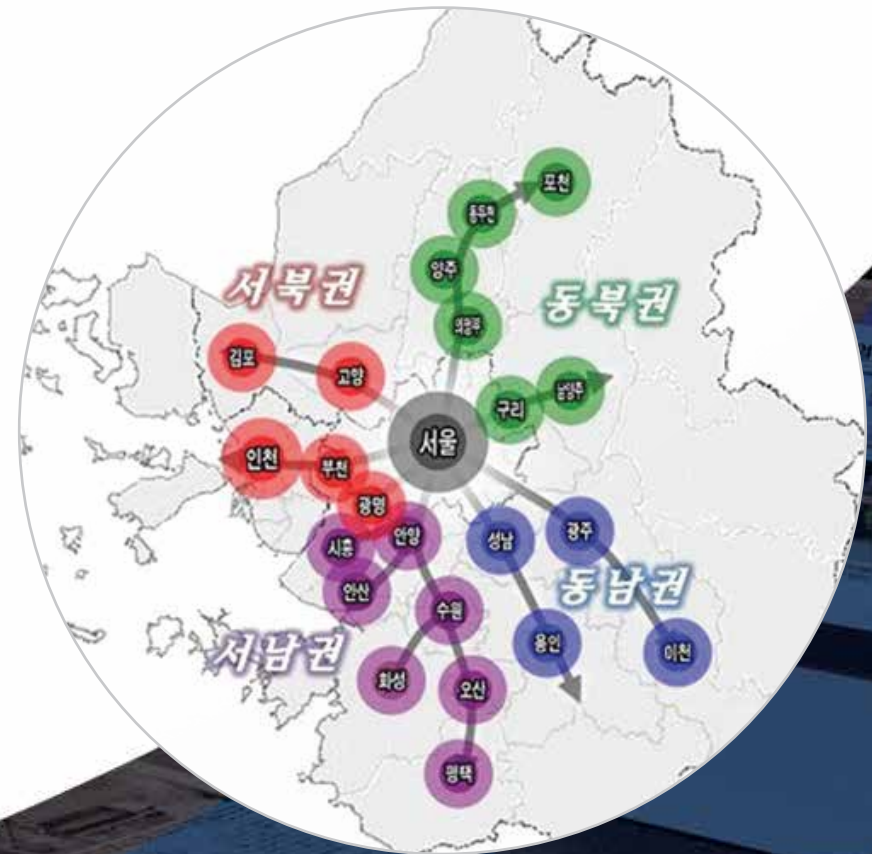 포천
동두천
양주
서북권
동북권
의정부
김포
고양
남양주
구리
서울
인천
부천
광명
안양
시흥
성남
광주
안산
동남권
수원
서남권
용인
이천
화성
오산
평택